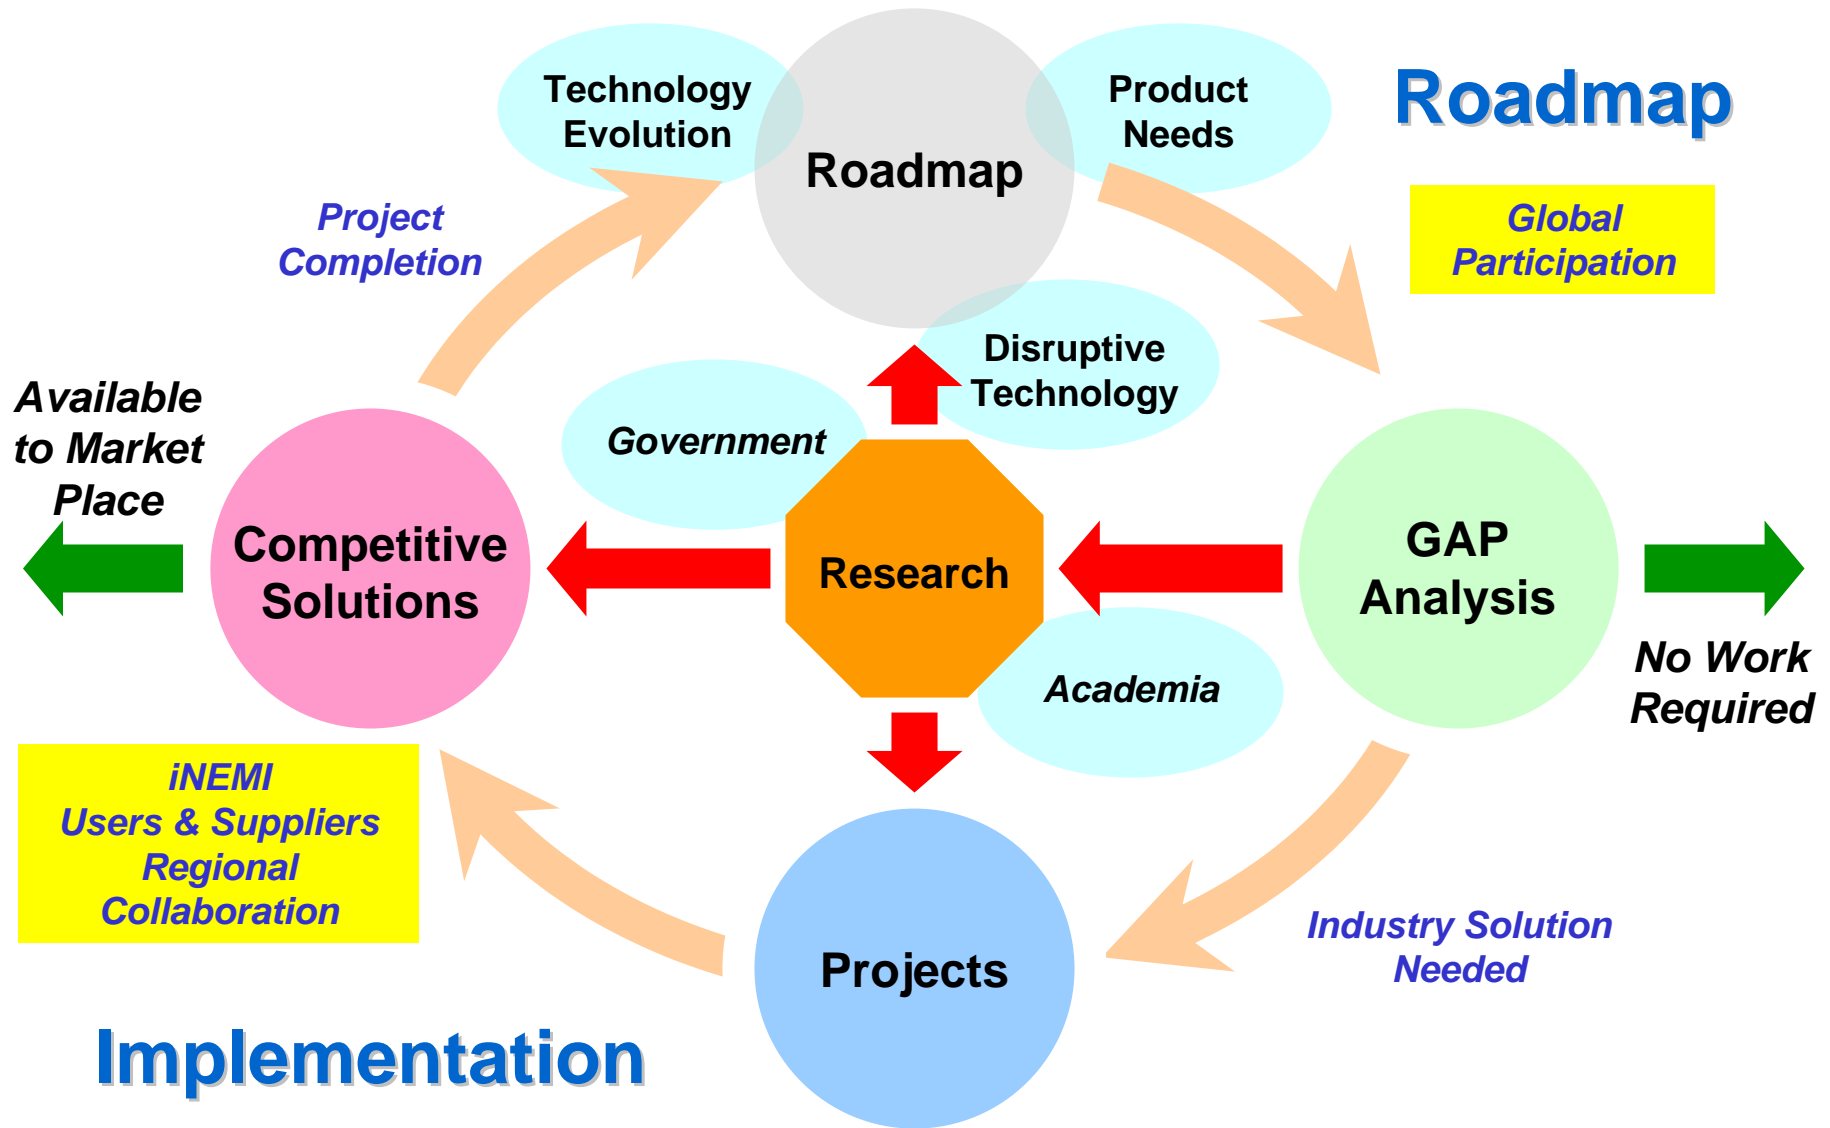 Technology
Evolution
Product
Needs
Roadmap
Roadmap
Project
Completion
Global
Participation
Disruptive
Technology
Available
to Market
Place
Government
Competitive
Solutions
Research
GAP
Analysis
No Work
Required
Academia
iNEMI
Users & Suppliers
Regional
Collaboration
Industry Solution
Needed
Projects
Implementation